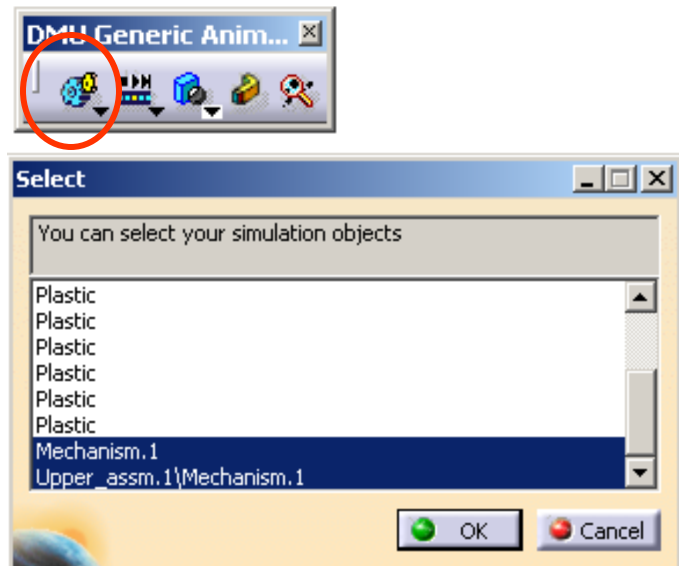 DMU Generic Anim...
Select
You can select your simulation objects
Plastic
Plastic
Plastic
Plastic
Plastic
Plastic
Mechanism.1
Upper_assm.1\Mechanism.1
OK
Cancel